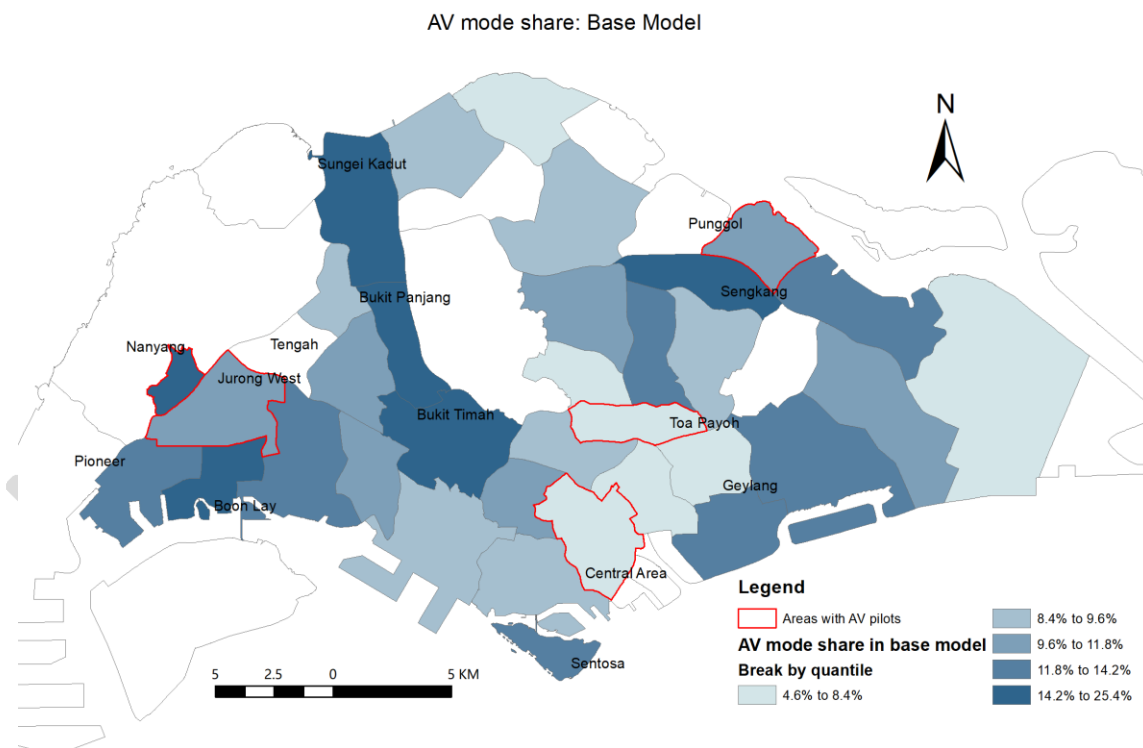 AV mode share: Base Model
N
Sungei Kadut
Punggol
Sengkang
Bukit Panjang
Tengah
Nanyang
Jurong West
Bukit Timah
Toa Payoh
Pioneer
Geylang
Boon Lay
Central Area
Sentosa
Legend
Areas with AV pilots
AV mode share in base model
Break by quantile
4.6% to 8.4%
8.4% to 9.6%
9.6% to 11.8%
11.8% to 14.2%
14.2% to 25.4%
5 2.5 0 5 KM